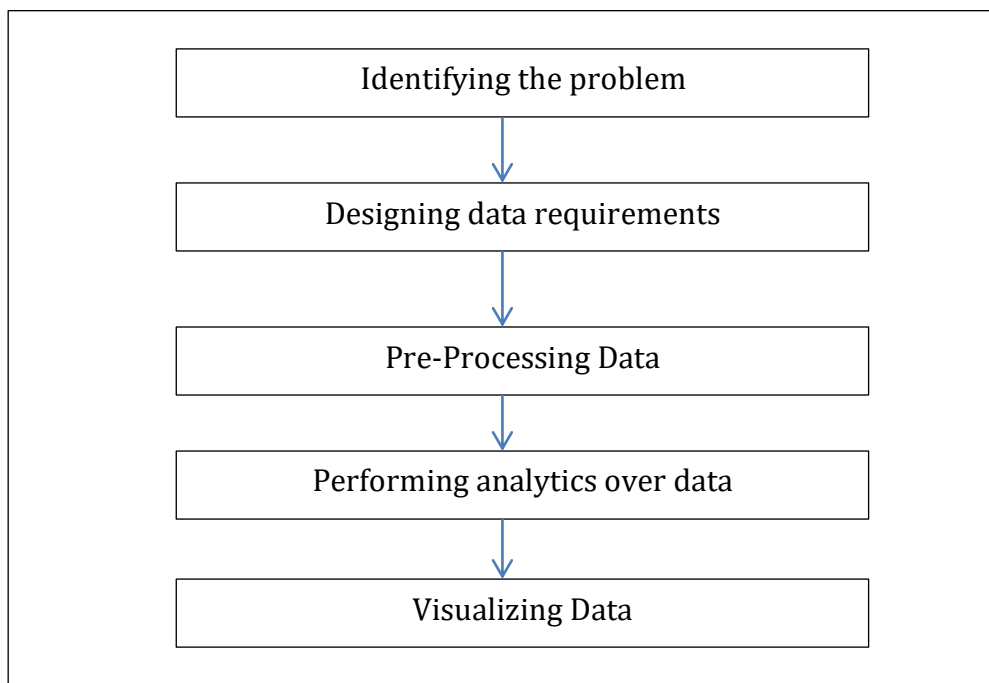 Identifying the problem
Designing data requirements
Pre-Processing Data
Performing analytics over data
Visualizing Data